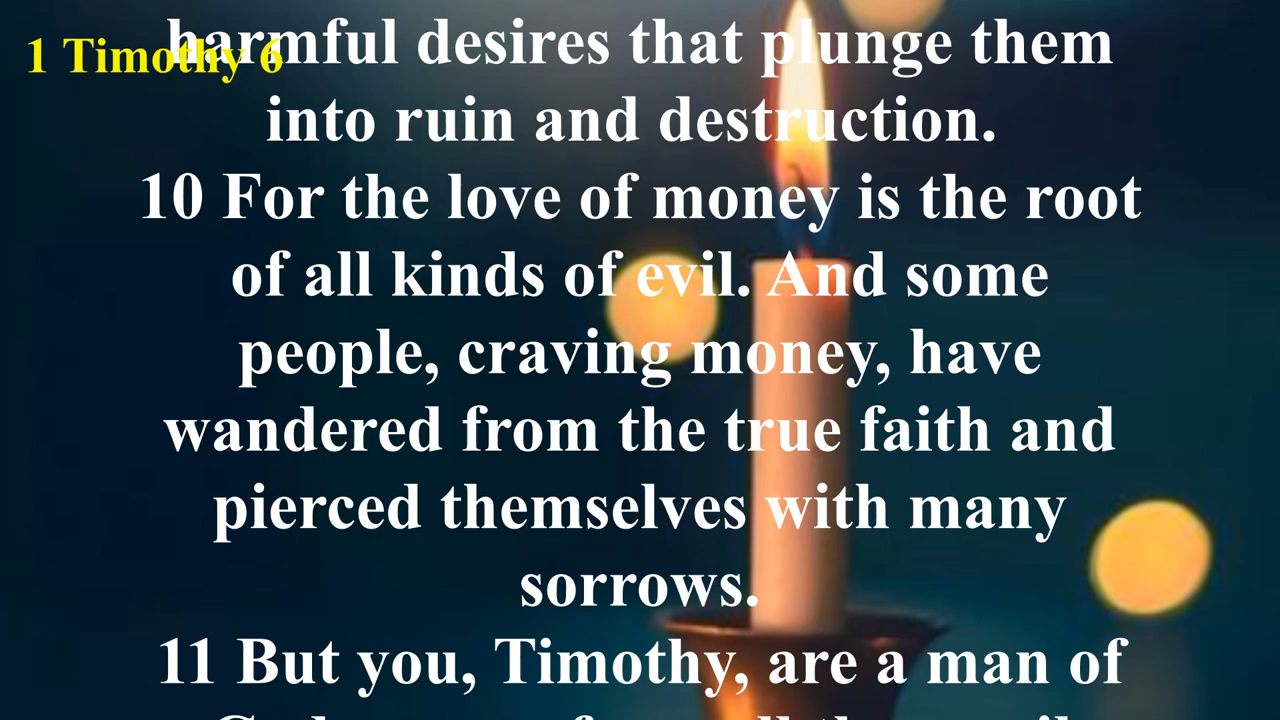 1 Timothy 6
harmful desires that plunge them
into ruin and destruction.
10 For the love of money is the root
of all kinds of evil. And some
people, craving money, have
wandered from the true faith and
pierced themselves with many
sorrows.
11 But you, Timothy, are a man of